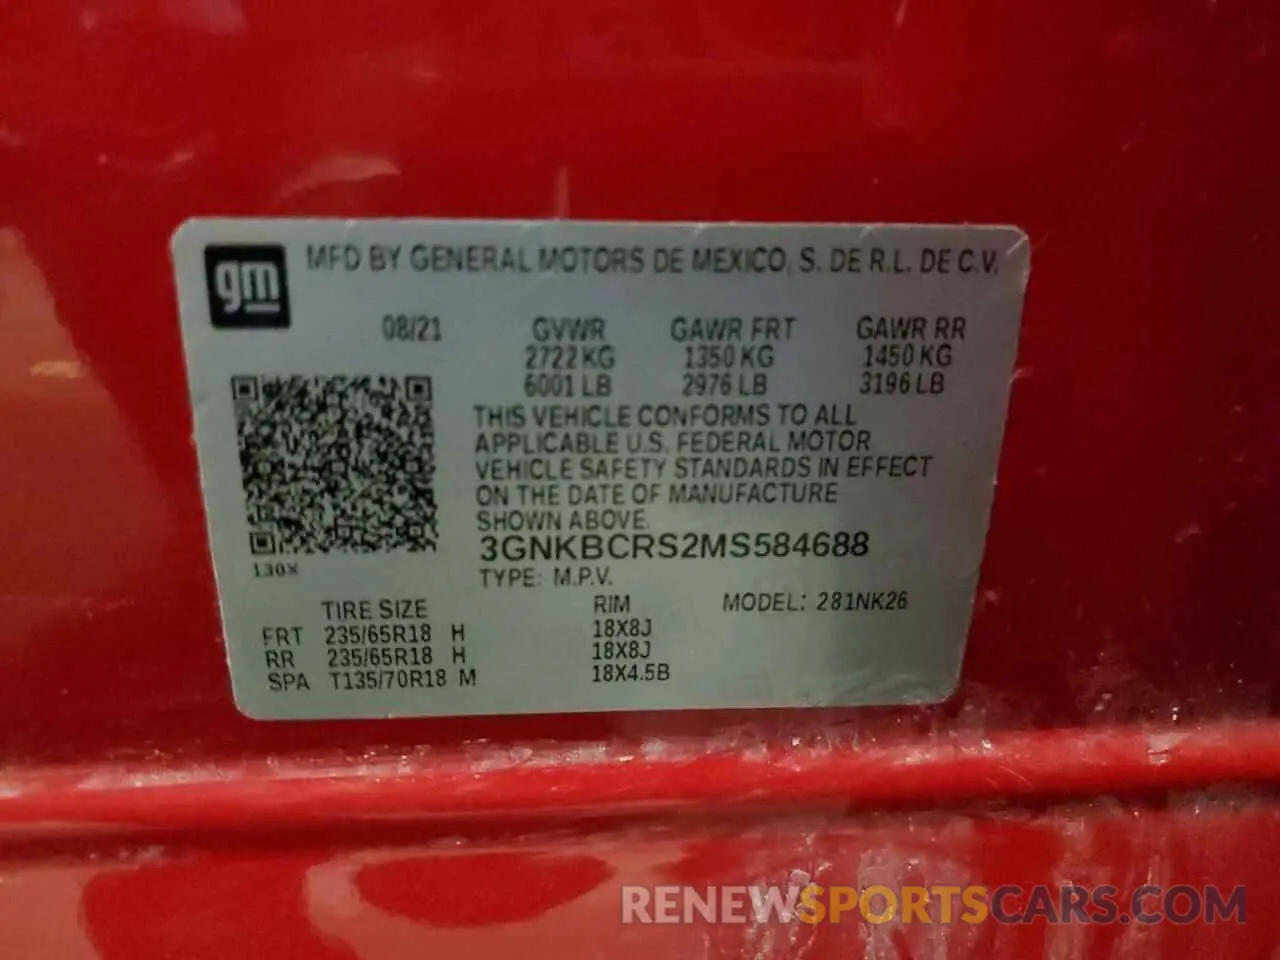 gm MFD BY GENERAL MOTORS DE MEXICO, S. DE R.L. DE C.V.
08/21 GVWR GAWR FRT GAWR RR
2722 KG 1350 KG 1450 KG
6001 LB 2976 LB 3196 LB
THIS VEHICLE CONFORMS TO ALL
APPLICABLE U.S. FEDERAL MOTOR
VEHICLE SAFETY STANDARDS IN EFFECT
ON THE DATE OF MANUFACTURE
SHOWN ABOVE.
3GNKBCRS2MS584688
130X TYPE: M.P.V.
TIRE SIZE RIM MODEL: 281NK26
FRT 235/65R18 H 18X8J
RR 235/65R18 H 18X8J
SPA T135/70R18 M 18X4.5B
RENEWSPORTSCARS.COM